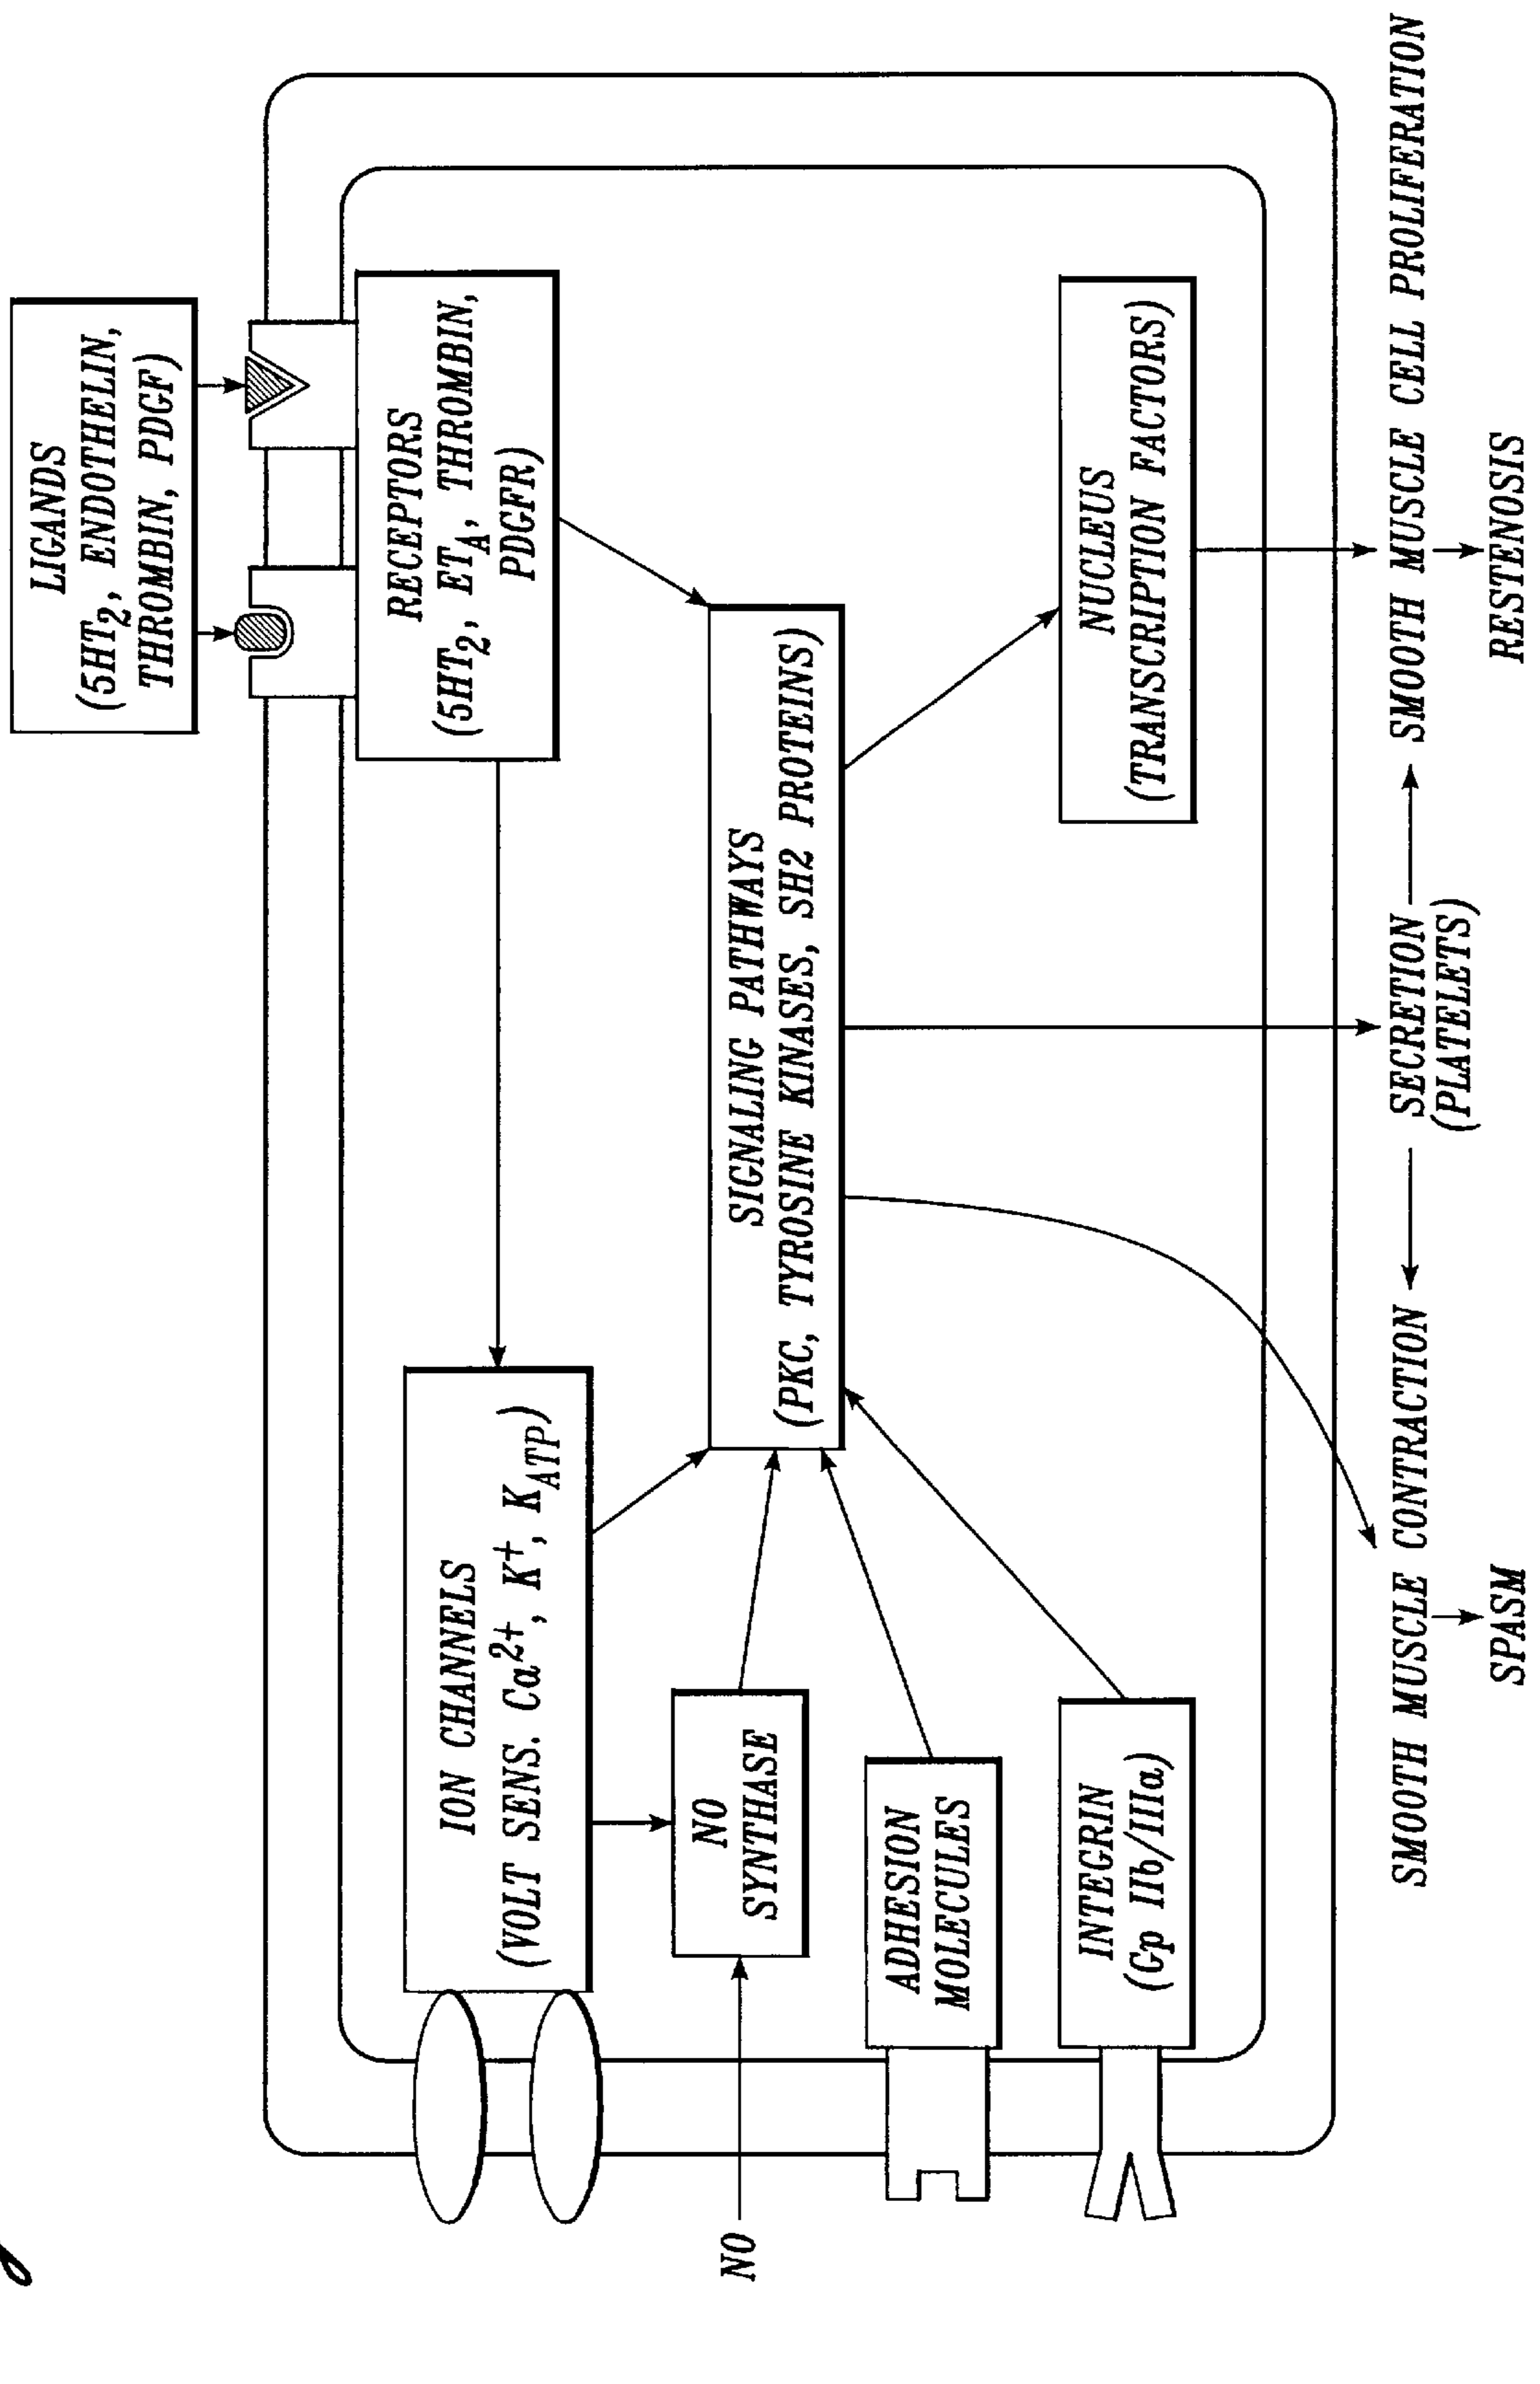 LIGANDS
(5HT2, ENDOTHELIN,
THROMBIN, PDGF)
RECEPTORS
(5HT2, ETA, THROMBIN,
PDGFR)
ION CHANNELS
(VOLT SENS. Ca2+, K+, KATP)
SIGNALING PATHWAYS
(PKC, TYROSINE KINASES, SH2 PROTEINS)
NO
NO
SYNTHASE
ADHESION
MOLECULES
INTEGRIN
(Gp IIb/IIIa)
NUCLEUS
(TRANSCRIPTION FACTORS)
SMOOTH MUSCLE CONTRACTION
SECRETION
(PLATELETS)
SMOOTH MUSCLE CELL PROLIFERATION
SPASM
RESTENOSIS